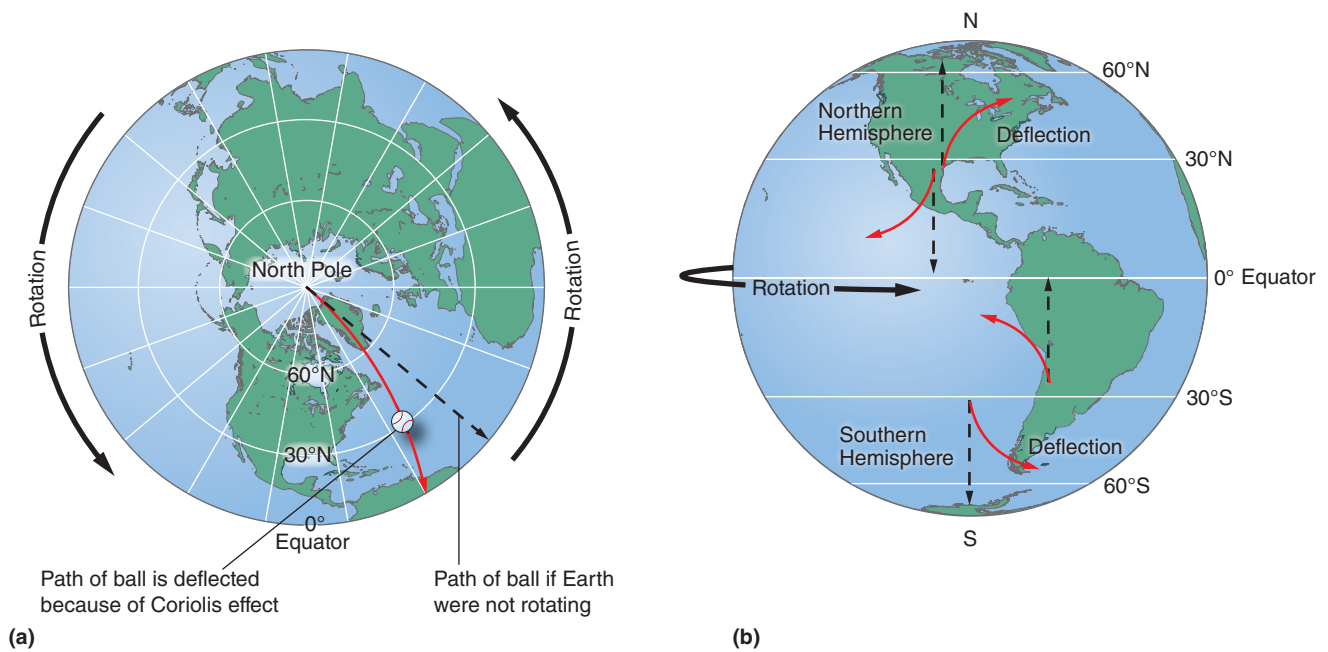 Rotation
Rotation
North Pole
60°N
30°N
0°
Equator
Path of ball is deflected
because of Coriolis effect
Path of ball if Earth
were not rotating
(a)
N
60°N
Northern
Hemisphere
Deflection
30°N
0° Equator
Rotation
30°S
Southern
Hemisphere
Deflection
60°S
S
(b)